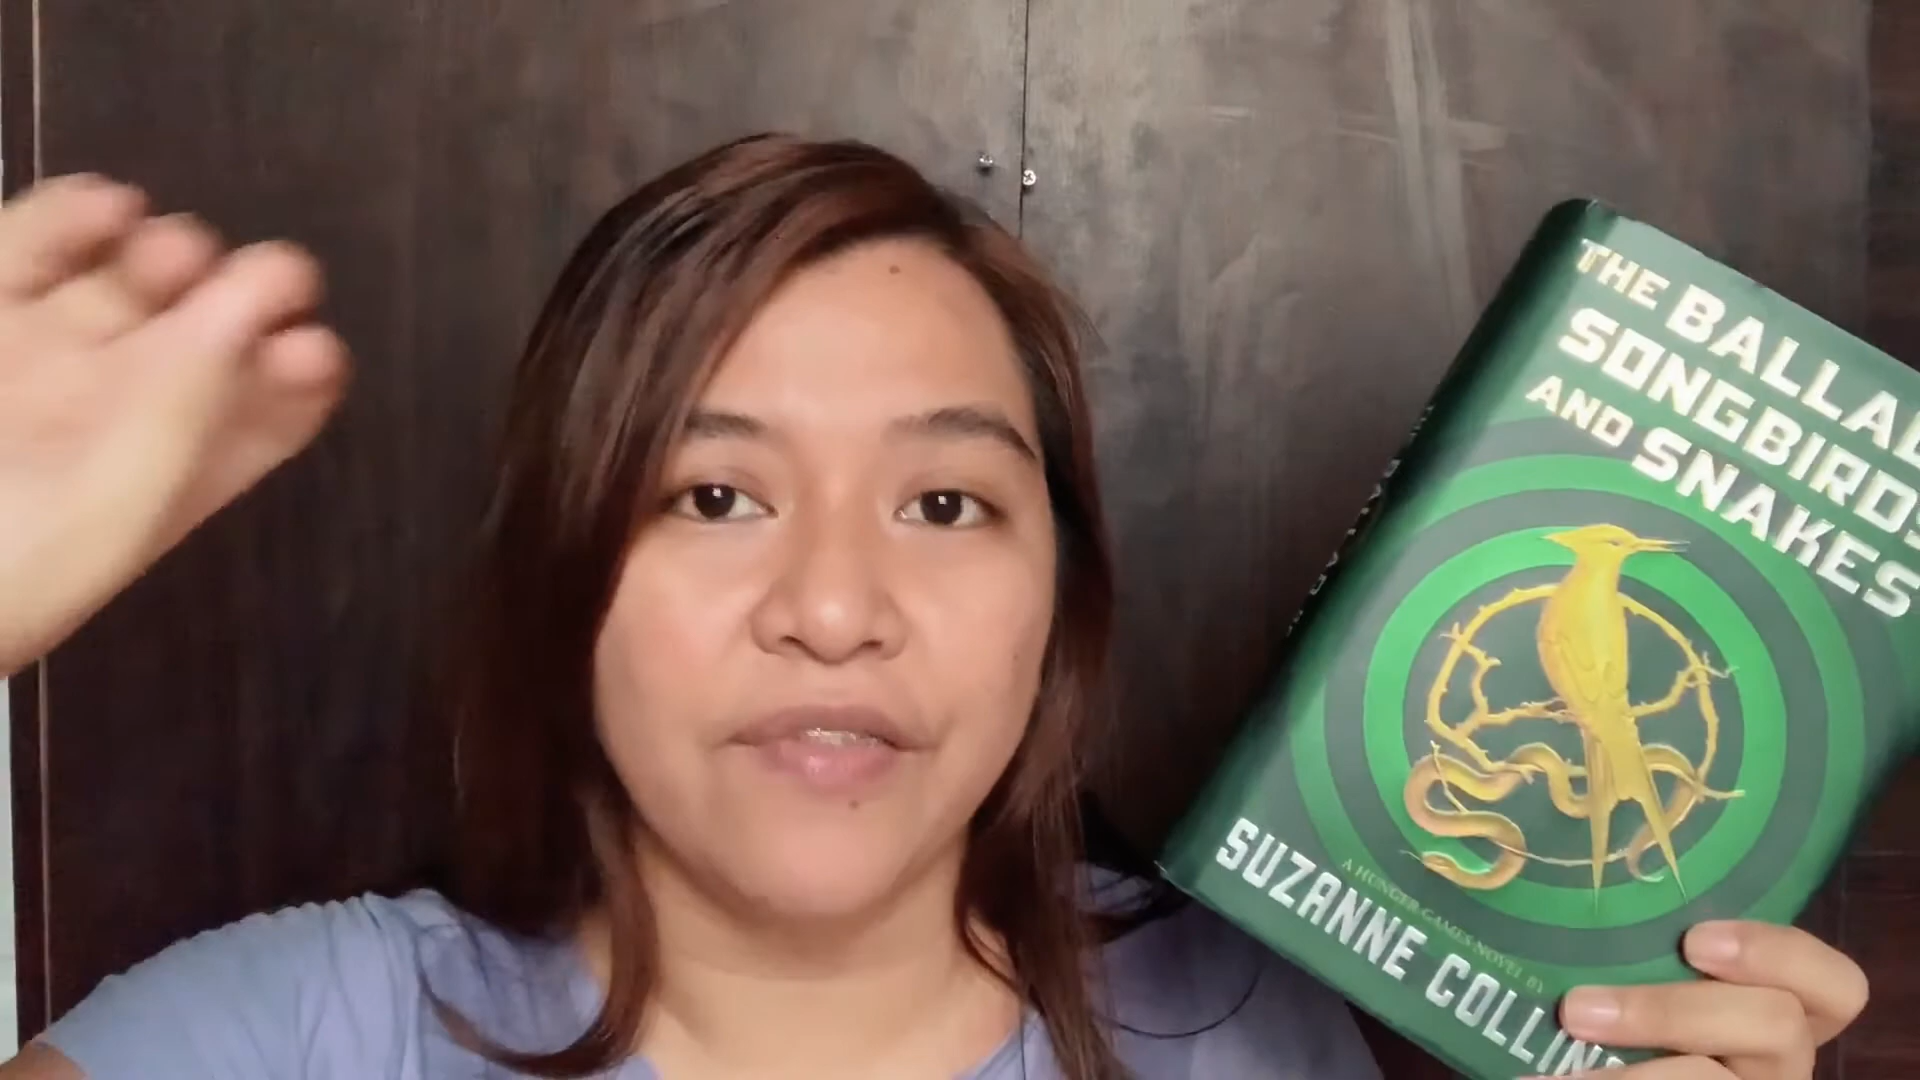 THE BALLAD
SONGBIRDS
AND SNAKES
A HUNGER GAMES NOVEL BY
SUZANNE COLLINS